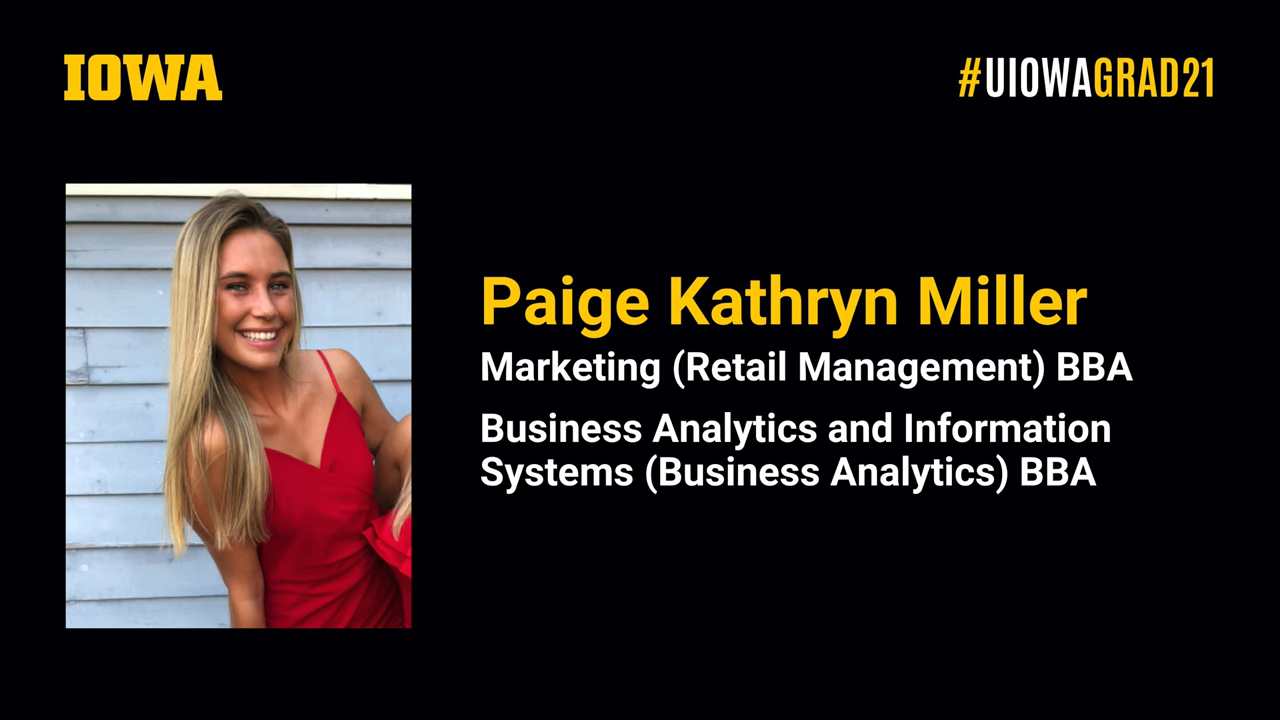 IOWA
#UIOWAGRAD21
Paige Kathryn Miller
Marketing (Retail Management) BBA
Business Analytics and Information
Systems (Business Analytics) BBA